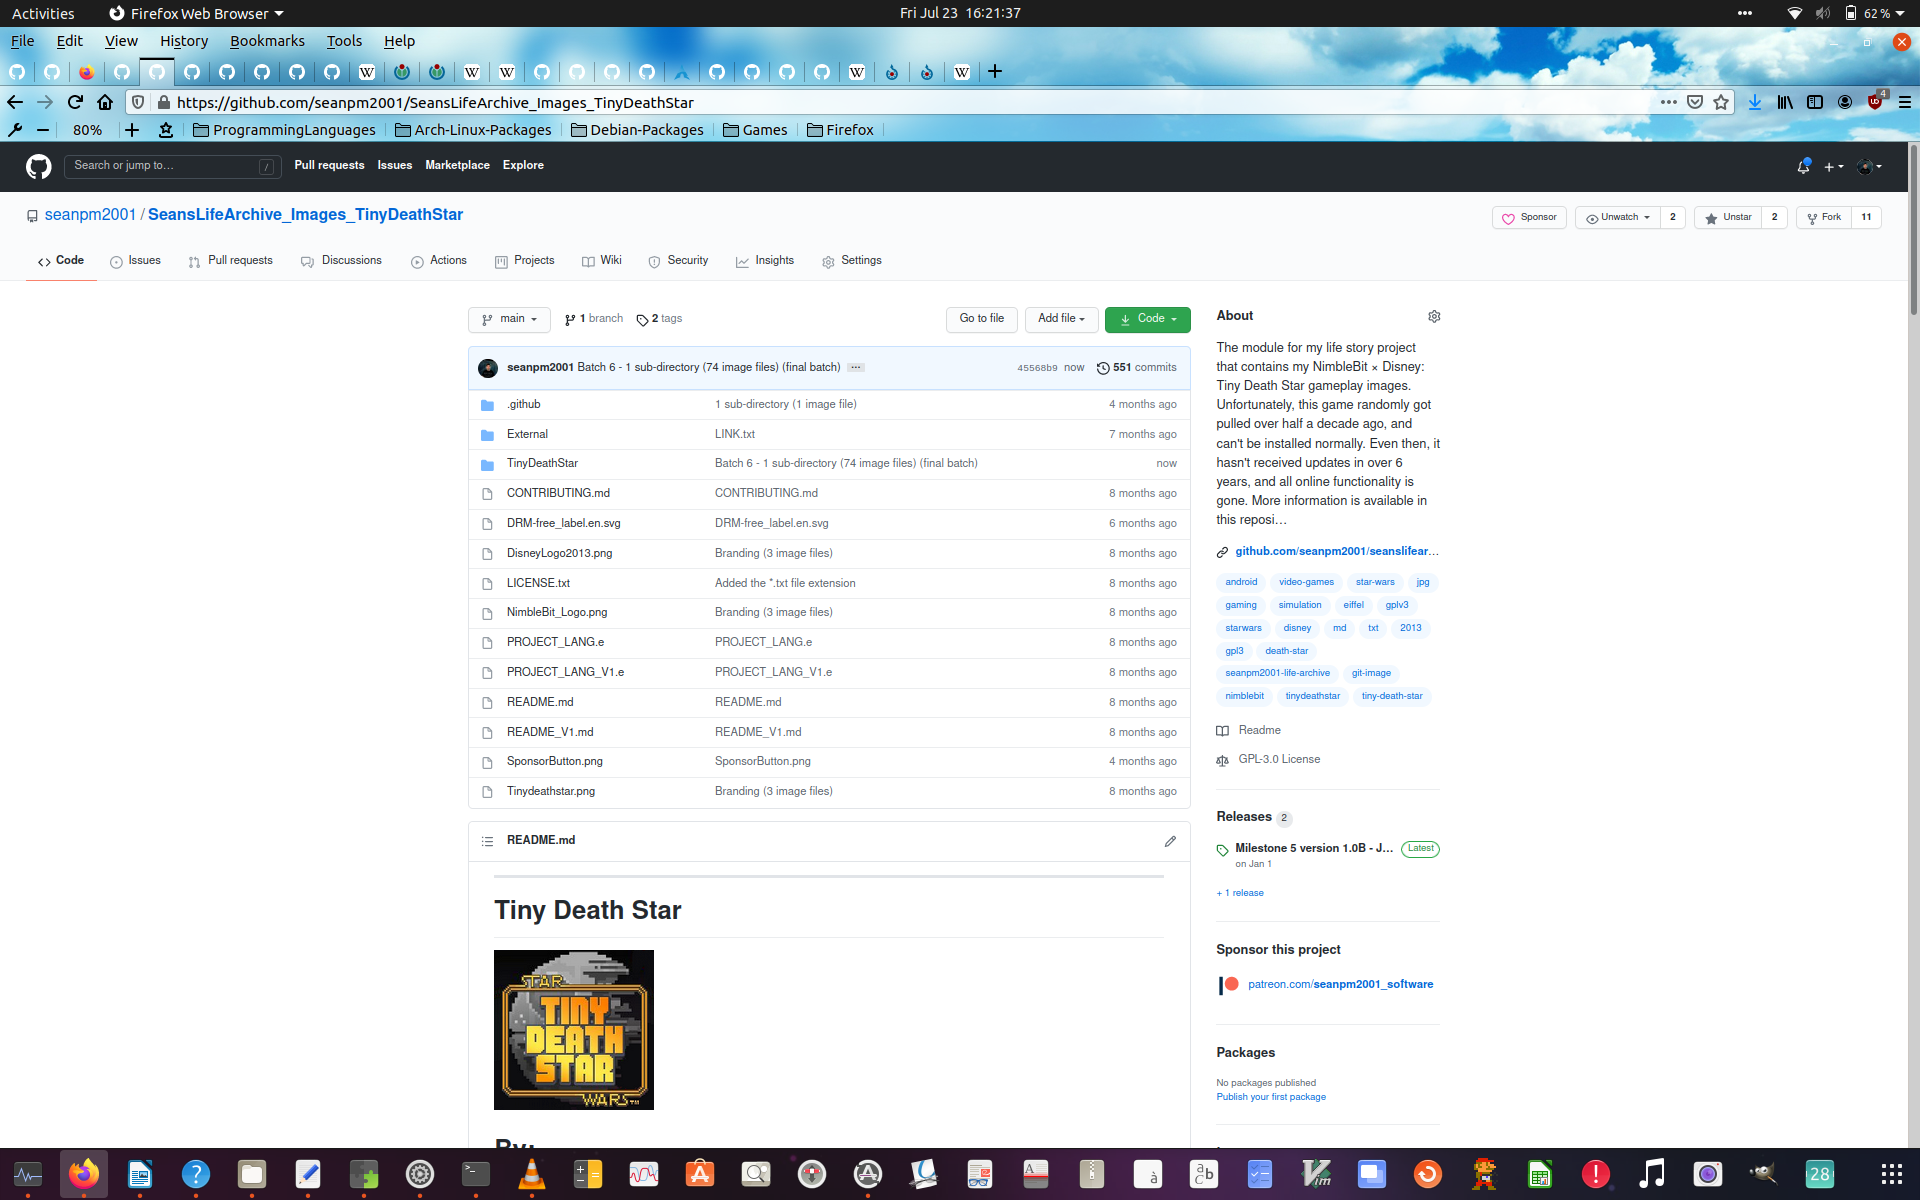 Activities Firefox Web Browser Fri Jul 23 16:21:37 62 %
File Edit View History Bookmarks Tools Help
https://github.com/seanpm2001/SeansLifeArchive_Images_TinyDeathStar 4
80% ProgrammingLanguages Arch-Linux-Packages Debian-Packages Games Firefox
Search or jump to... / Pull requests Issues Marketplace Explore
seanpm2001 / SeansLifeArchive_Images_TinyDeathStar Sponsor Unwatch 2 Unstar 2 Fork 11
Code Issues Pull requests Discussions Actions Projects Wiki Security Insights Settings
main 1 branch 2 tags Go to file Add file Code
seanpm2001 Batch 6 - 1 sub-directory (74 image files) (final batch) ... 45568b9 now 551 commits
.github 1 sub-directory (1 image file) 4 months ago
External LINK.txt 7 months ago
TinyDeathStar Batch 6 - 1 sub-directory (74 image files) (final batch) now
CONTRIBUTING.md CONTRIBUTING.md 8 months ago
DRM-free_label.en.svg DRM-free_label.en.svg 6 months ago
DisneyLogo2013.png Branding (3 image files) 8 months ago
LICENSE.txt Added the *.txt file extension 8 months ago
NimbleBit_Logo.png Branding (3 image files) 8 months ago
PROJECT_LANG.e PROJECT_LANG.e 8 months ago
PROJECT_LANG_V1.e PROJECT_LANG_V1.e 8 months ago
README.md README.md 8 months ago
README_V1.md README_V1.md 8 months ago
SponsorButton.png SponsorButton.png 4 months ago
Tinydeathstar.png Branding (3 image files) 8 months ago
README.md
Tiny Death Star
STAR
TINY
DEATH
STAR
WARS™
By:
About
The module for my life story project
that contains my NimbleBit × Disney:
Tiny Death Star gameplay images.
Unfortunately, this game randomly got
pulled over half a decade ago, and
can't be installed normally. Even then, it
hasn't received updates in over 6
years, and all online functionality is
gone. More information is available in
this reposi...
github.com/seanpm2001/seanslifear...
android video-games star-wars jpg
gaming simulation eiffel gplv3
starwars disney md txt 2013
gpl3 death-star
seanpm2001-life-archive git-image
nimblebit tinydeathstar tiny-death-star
Readme
GPL-3.0 License
Releases 2
Milestone 5 version 1.0B - J... Latest
on Jan 1
+ 1 release
Sponsor this project
patreon.com/seanpm2001_software
Packages
No packages published
Publish your first package
28